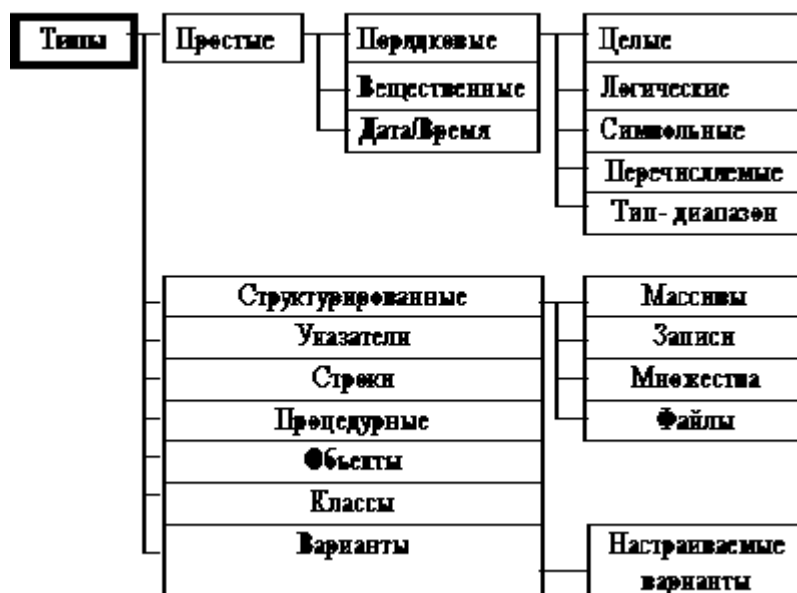 Типы
Простые
Порядковые
Целые
Вещественные
Логические
Дата/Время
Символьные
Перечисляемые
Тип- диапазон
Структурированные
Массивы
Указатели
Записи
Строки
Множества
Процедурные
Файлы
Объекты
Классы
Варианты
Настраиваемые
варианты